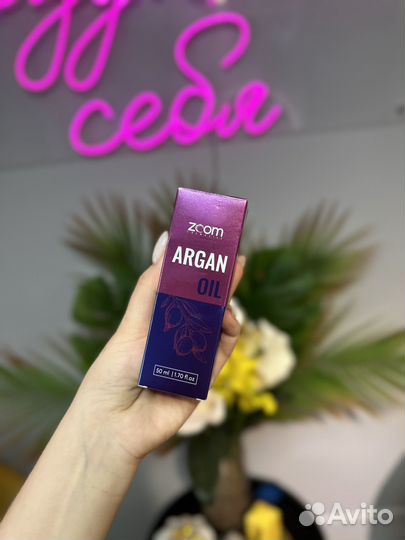 себя
zoom
ARGAN
OIL
50 ml | 1.70 fl.oz
Avito